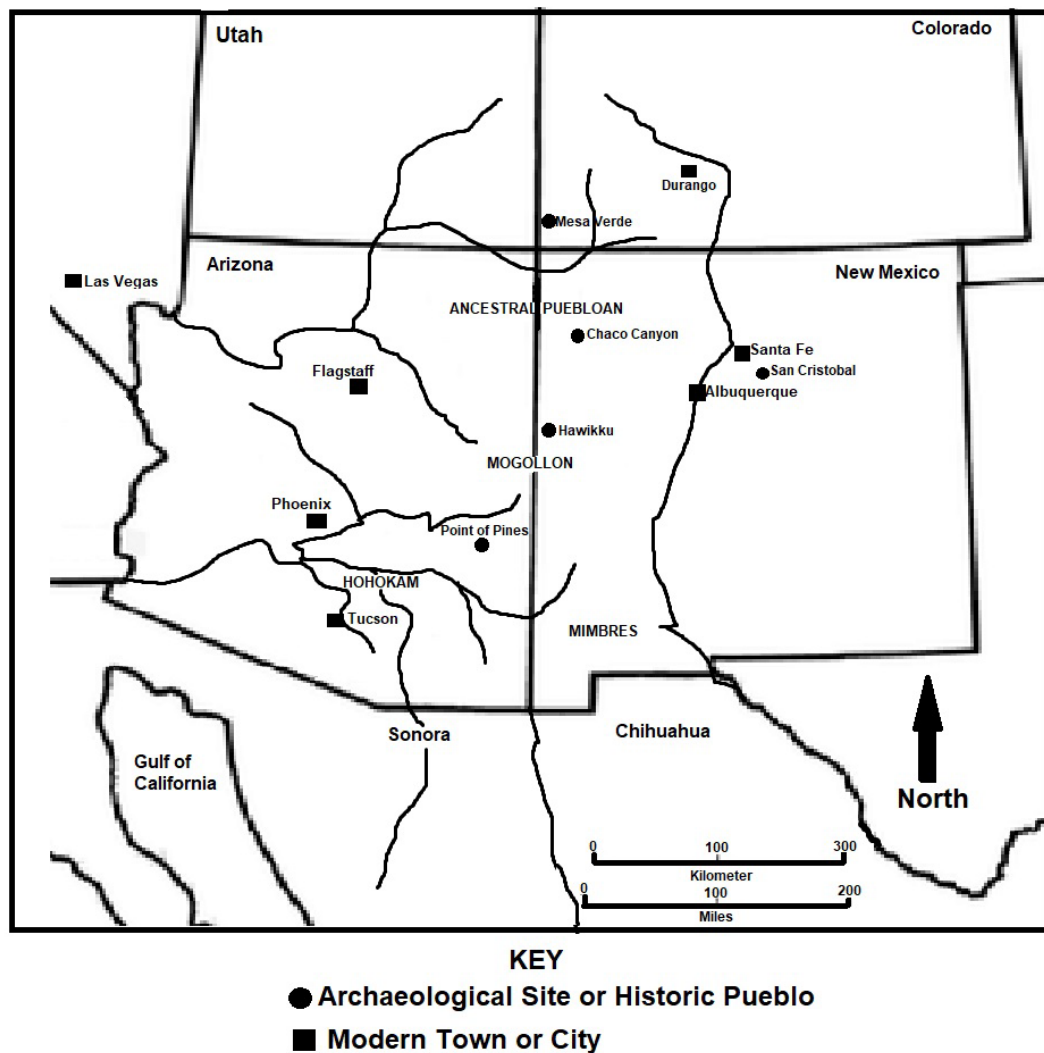 Utah
Colorado
Durango
Mesa Verde
Arizona
New Mexico
Las Vegas
ANCESTRAL PUEBLOAN
Chaco Canyon
Santa Fe
San Cristobal
Flagstaff
Albuquerque
Hawikku
MOGOLLON
Phoenix
Point of Pines
HOHOKAM
Tucson
MIMBRES
Sonora
Chihuahua
Gulf of
California
North
0 100 300
Kilometer
0 100 200
Miles
KEY
Archaeological Site or Historic Pueblo
Modern Town or City